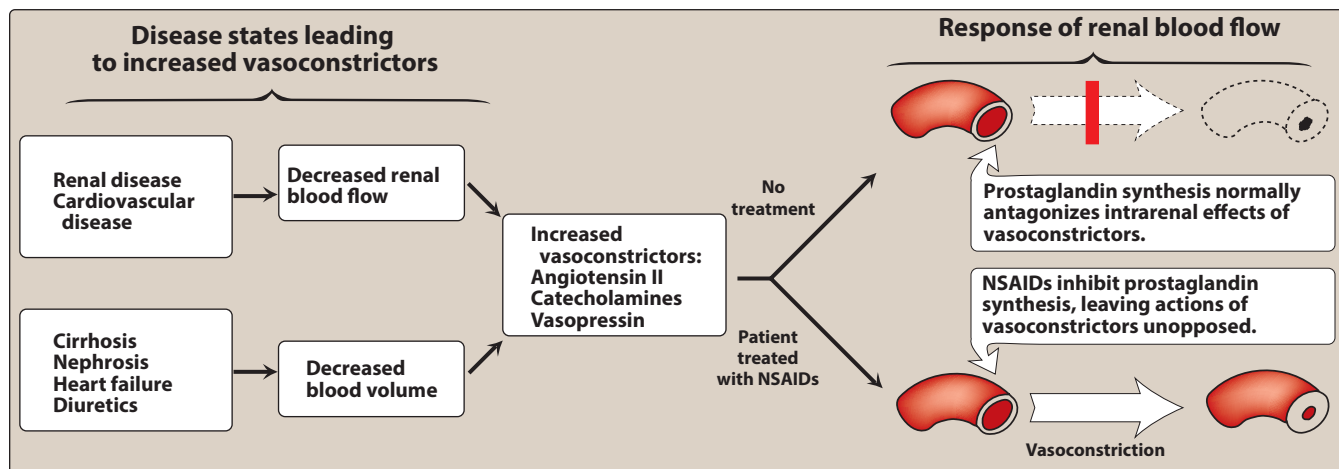 Disease states leading
to increased vasoconstrictors
Response of renal blood flow
Renal disease
Cardiovascular
disease
Decreased renal
blood flow
Cirrhosis
Nephrosis
Heart failure
Diuretics
Decreased
blood volume
Increased
vasoconstrictors:
Angiotensin II
Catecholamines
Vasopressin
No
treatment
Patient
treated
with NSAIDs
Prostaglandin synthesis normally
antagonizes intrarenal effects of
vasoconstrictors.
NSAIDs inhibit prostaglandin
synthesis, leaving actions of
vasoconstrictors unopposed.
Vasoconstriction